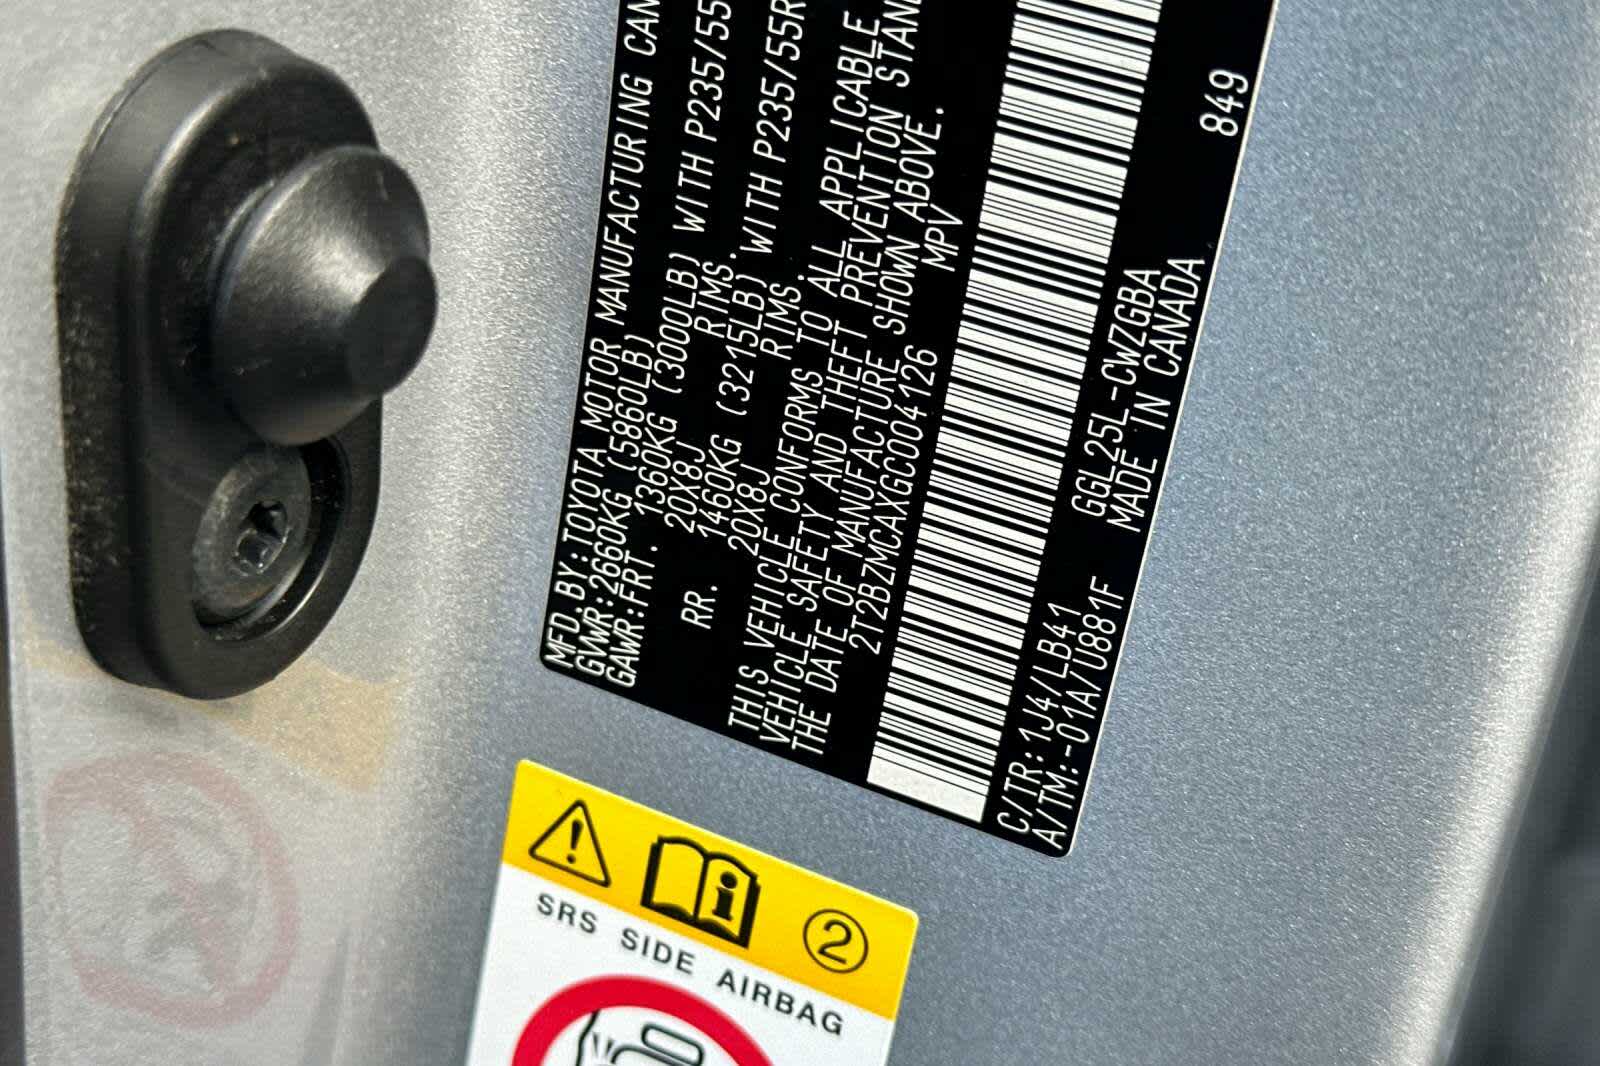 MFD.BY:TOYOTA MOTOR MANUFACTURING CAN
GVWR:2660KG (5860LB)
GAWR:FRT. 1360KG (3000LB) WITH P235/55
20X8J RIMS.
RR. 1460KG (3215LB) WITH P235/55R
20X8J RIMS.
THIS VEHICLE CONFORMS TO ALL APPLICABLE
VEHICLE SAFETY AND THEFT PREVENTION STAN
THE DATE OF MANUFACTURE SHOWN ABOVE.
2T2BZMCAXGC004126 MPV
C/TR:1J4/LB41 GGL25L-CWZGBA
A/TM:-01A/U881F MADE IN CANADA
849
2
SRS SIDE AIRBAG